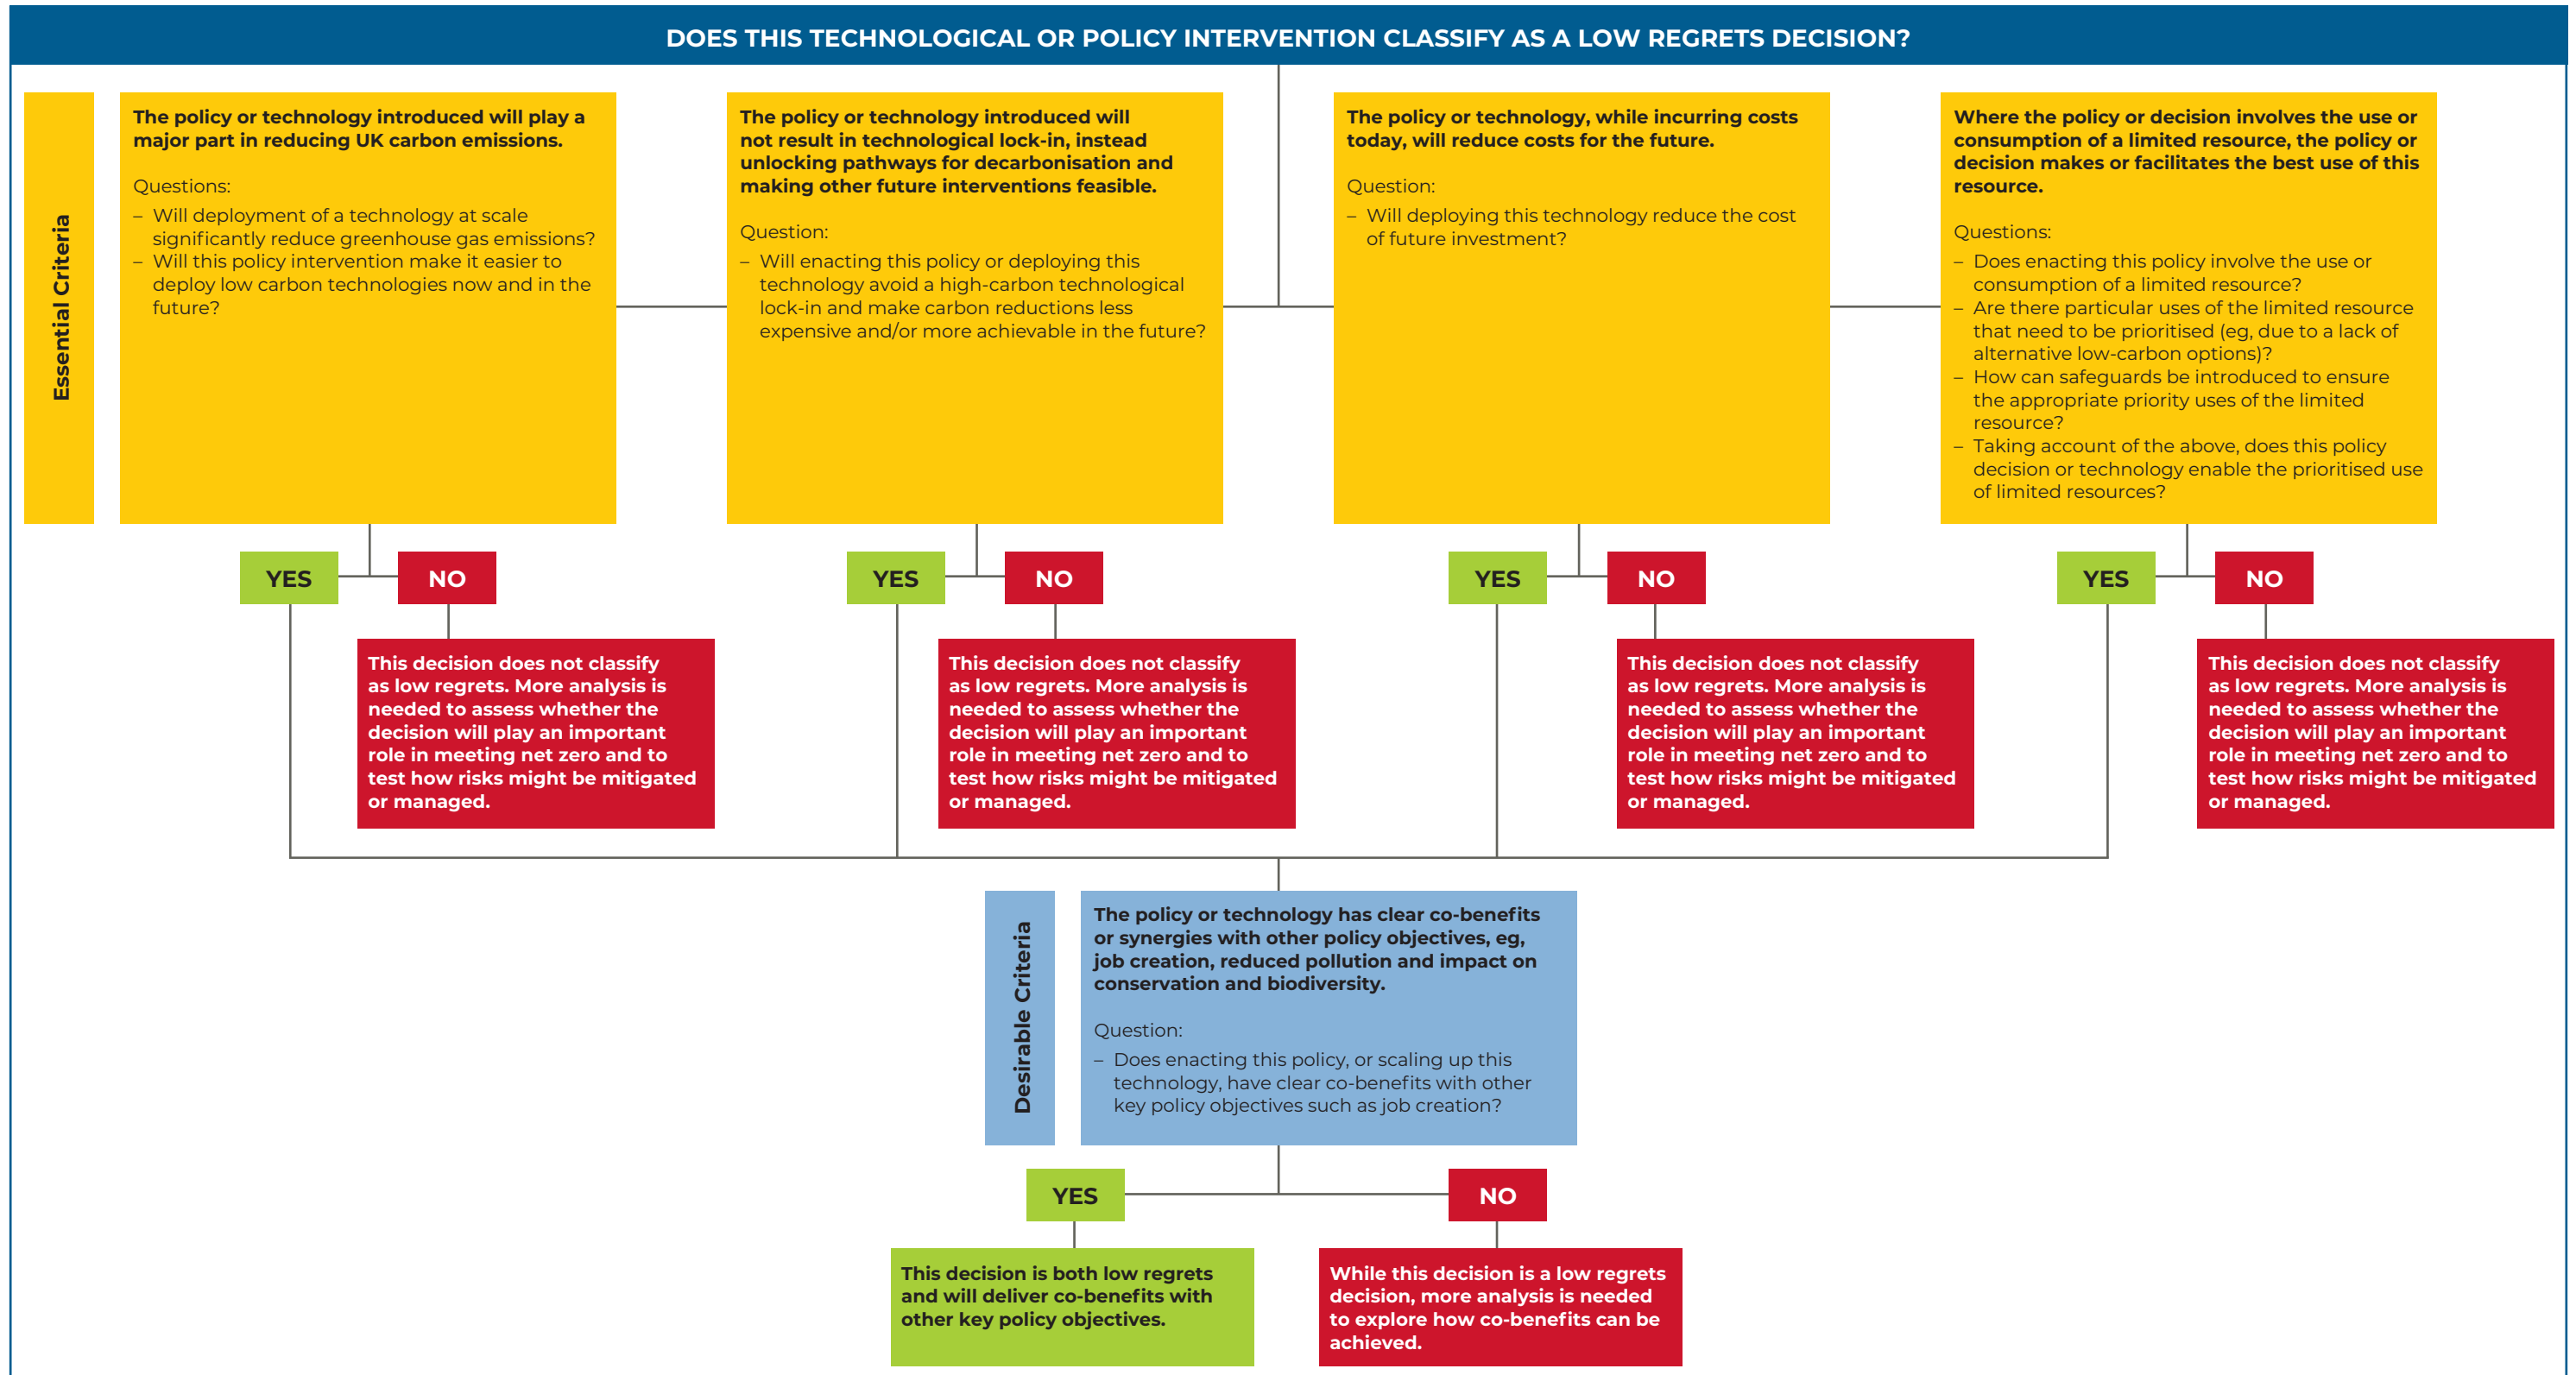 DOES THIS TECHNOLOGICAL OR POLICY INTERVENTION CLASSIFY AS A LOW REGRETS DECISION?
Essential Criteria
The policy or technology introduced will play a
major part in reducing UK carbon emissions.
Questions:
– Will deployment of a technology at scale
significantly reduce greenhouse gas emissions?
– Will this policy intervention make it easier to
deploy low carbon technologies now and in the
future?
The policy or technology introduced will
not result in technological lock-in, instead
unlocking pathways for decarbonisation and
making other future interventions feasible.
Question:
– Will enacting this policy or deploying this
technology avoid a high-carbon technological
lock-in and make carbon reductions less
expensive and/or more achievable in the future?
The policy or technology, while incurring costs
today, will reduce costs for the future.
Question:
– Will deploying this technology reduce the cost
of future investment?
Where the policy or decision involves the use or
consumption of a limited resource, the policy or
decision makes or facilitates the best use of this
resource.
Questions:
– Does enacting this policy involve the use or
consumption of a limited resource?
– Are there particular uses of the limited resource
that need to be prioritised (eg, due to a lack of
alternative low-carbon options)?
– How can safeguards be introduced to ensure
the appropriate priority uses of the limited
resource?
– Taking account of the above, does this policy
decision or technology enable the prioritised use
of limited resources?
YES
NO
YES
NO
YES
NO
YES
NO
This decision does not classify
as low regrets. More analysis is
needed to assess whether the
decision will play an important
role in meeting net zero and to
test how risks might be mitigated
or managed.
This decision does not classify
as low regrets. More analysis is
needed to assess whether the
decision will play an important
role in meeting net zero and to
test how risks might be mitigated
or managed.
This decision does not classify
as low regrets. More analysis is
needed to assess whether the
decision will play an important
role in meeting net zero and to
test how risks might be mitigated
or managed.
This decision does not classify
as low regrets. More analysis is
needed to assess whether the
decision will play an important
role in meeting net zero and to
test how risks might be mitigated
or managed.
Desirable Criteria
The policy or technology has clear co-benefits
or synergies with other policy objectives, eg,
job creation, reduced pollution and impact on
conservation and biodiversity.
Question:
– Does enacting this policy, or scaling up this
technology, have clear co-benefits with other
key policy objectives such as job creation?
YES
NO
This decision is both low regrets
and will deliver co-benefits with
other key policy objectives.
While this decision is a low regrets
decision, more analysis is needed
to explore how co-benefits can be
achieved.